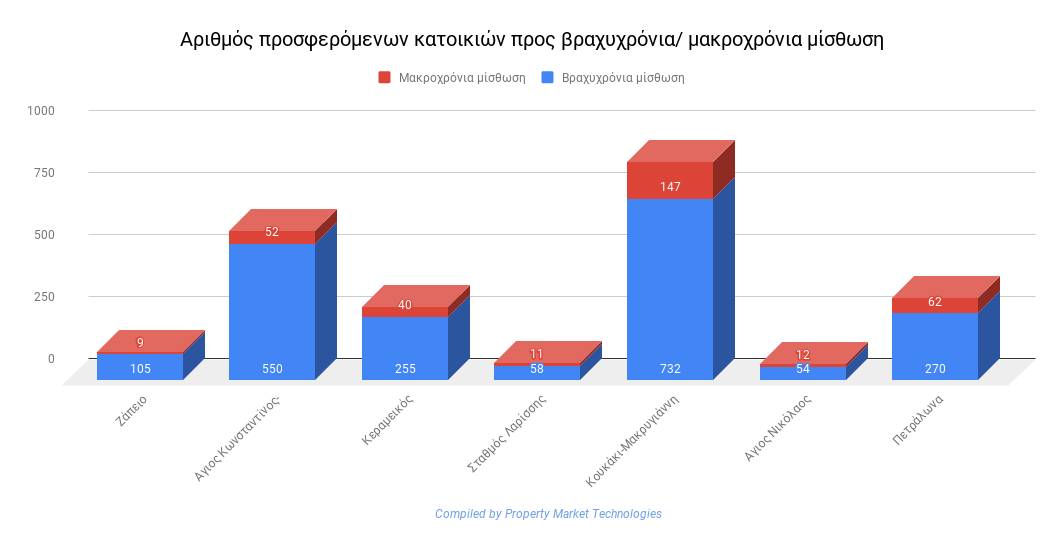 Αριθμός προσφερόμενων κατοικιών προς βραχυχρόνια/ μακροχρόνια μίσθωση
Μακροχρόνια μίσθωση Βραχυχρόνια μίσθωση
1000
750
500
250
0
9
52
40
11
147
12
62
105
550
255
58
732
54
270
Ζάπειο
Αγιος Κωνσταντίνος
Κεραμεικός
Σταθμός Λαρίσσης
Κουκάκι-Μακρυγιάννη
Αγιος Νικόλαος
Πετράλωνα
Compiled by Property Market Technologies